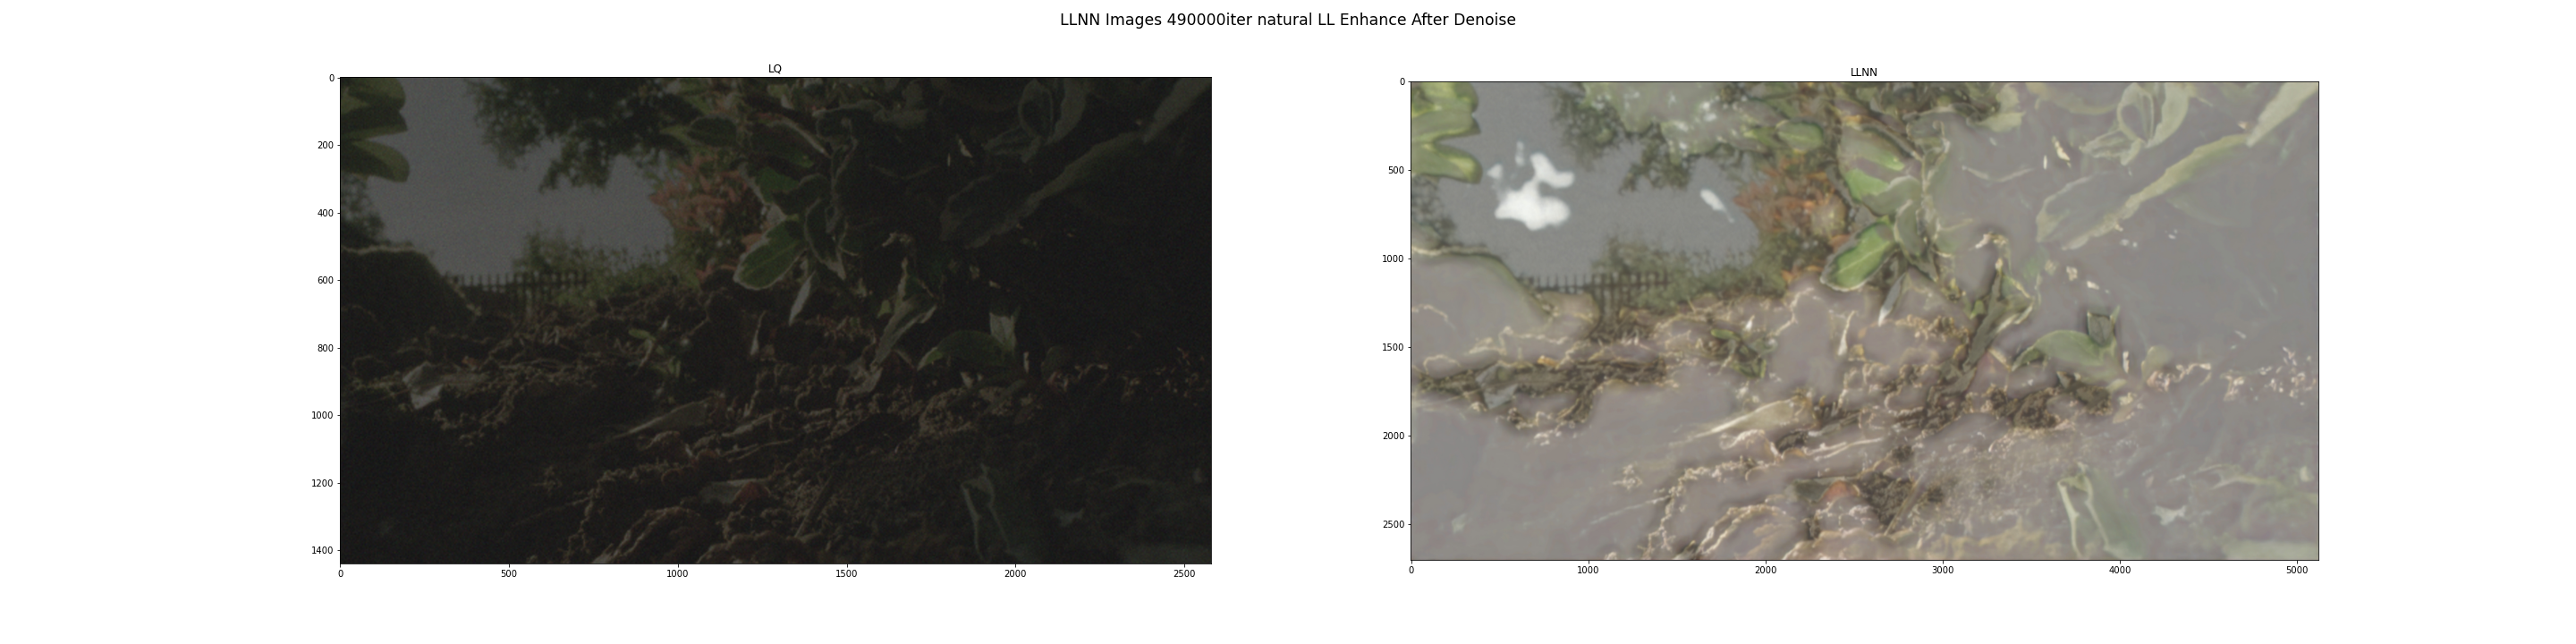 LLNN Images 490000iter natural LL Enhance After Denoise
LQ
0
200
400
600
800
1000
1200
1400
0 500 1000 1500 2000 2500
LLNN
0
500
1000
1500
2000
2500
0 1000 2000 3000 4000 5000